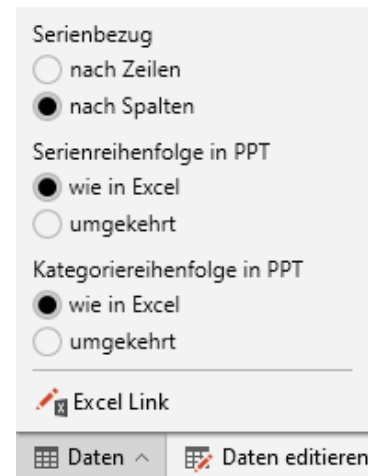 Serienbezug
nach Zeilen
nach Spalten
Serienreihenfolge in PPT
wie in Excel
umgekehrt
Kategoriereihenfolge in PPT
wie in Excel
umgekehrt
Excel Link
Daten Daten editieren